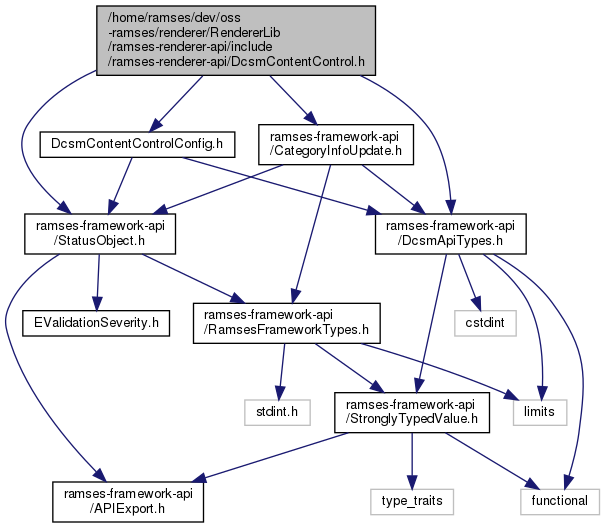 /home/ramses/dev/oss
-ramses/renderer/RendererLib
/ramses-renderer-api/include
/ramses-renderer-api/DcsmContentControl.h
DcsmContentControlConfig.h
ramses-framework-api
/CategoryInfoUpdate.h
ramses-framework-api
/StatusObject.h
ramses-framework-api
/DcsmApiTypes.h
EValidationSeverity.h
ramses-framework-api
/RamsesFrameworkTypes.h
cstdint
stdint.h
ramses-framework-api
/StronglyTypedValue.h
limits
ramses-framework-api
/APIExport.h
type_traits
functional